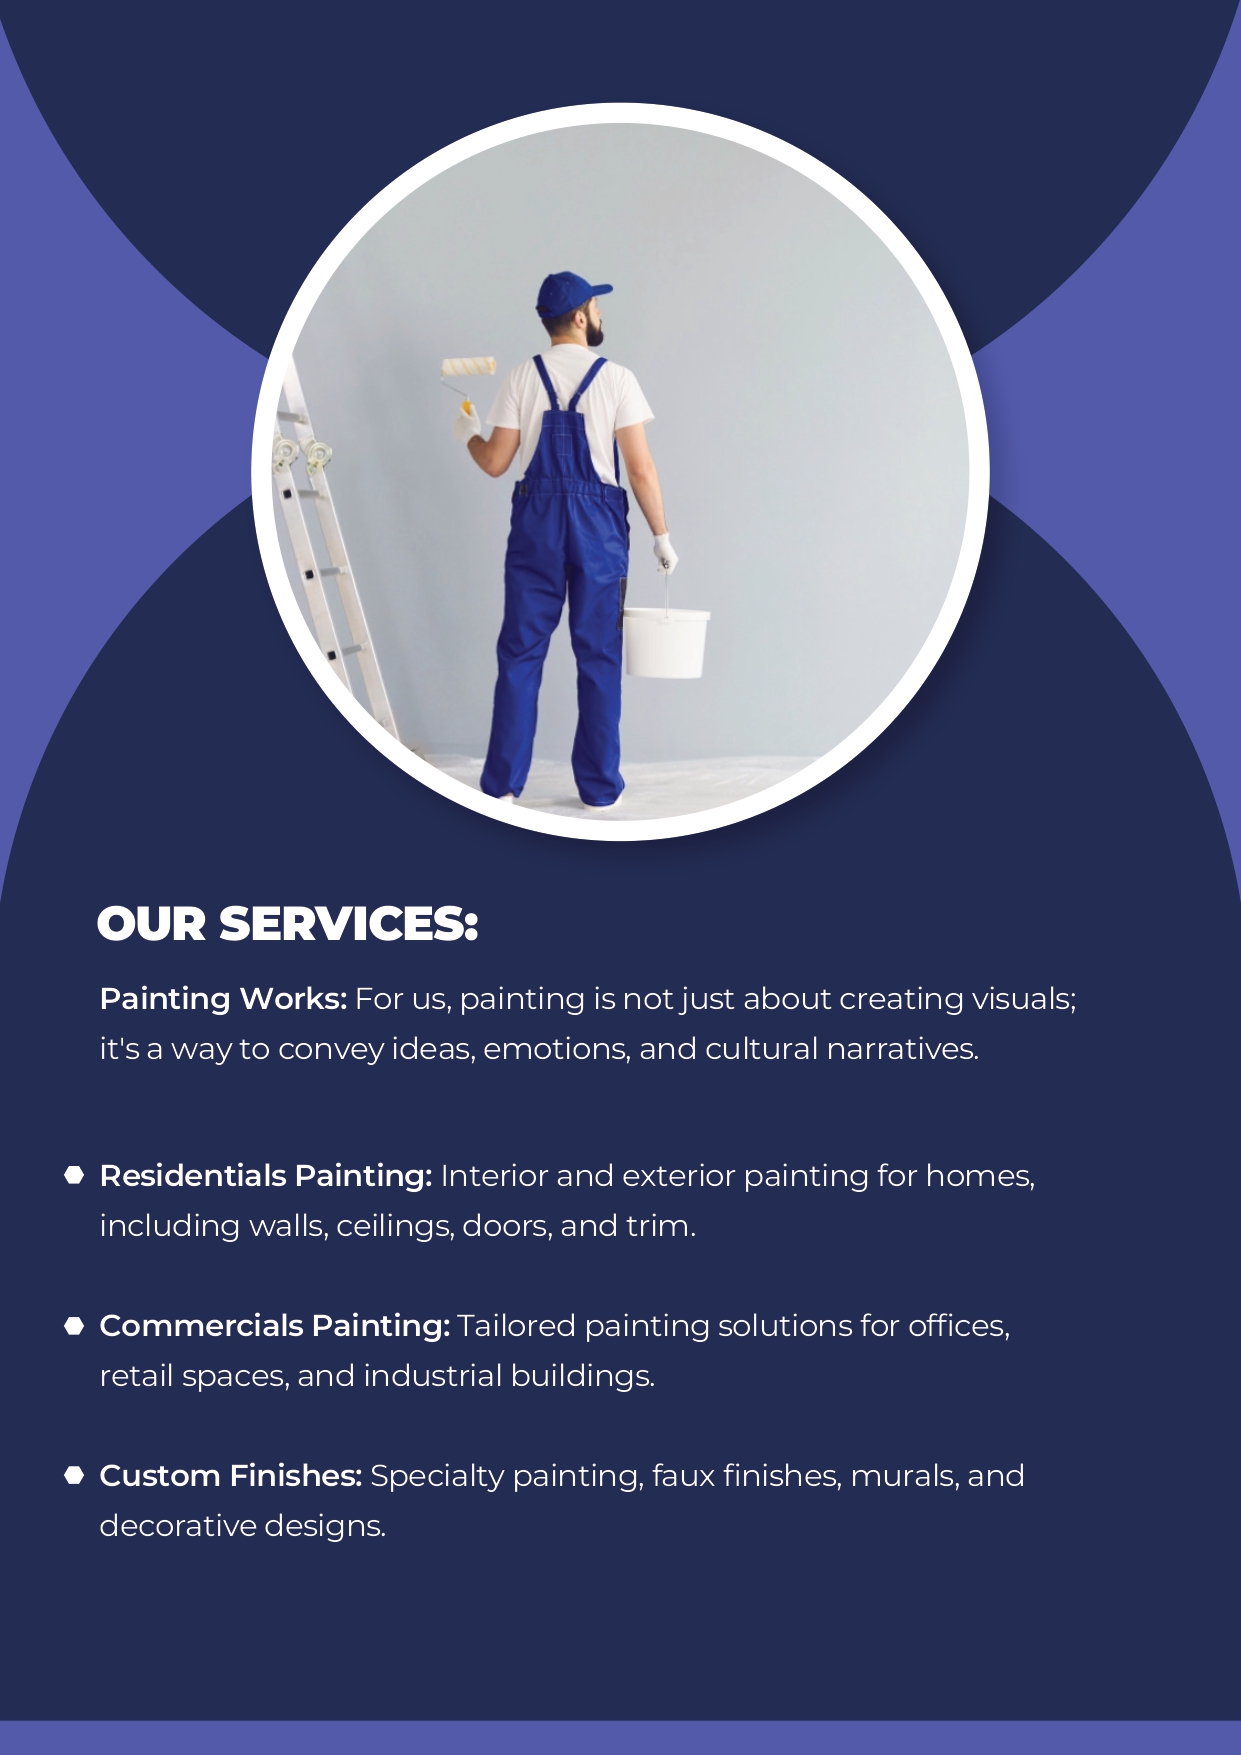 OUR SERVICES:
Painting Works: For us, painting is not just about creating visuals;
it's a way to convey ideas, emotions, and cultural narratives.
Residentials Painting: Interior and exterior painting for homes,
including walls, ceilings, doors, and trim.
Commercials Painting: Tailored painting solutions for offices,
retail spaces, and industrial buildings.
Custom Finishes: Specialty painting, faux finishes, murals, and
decorative designs.